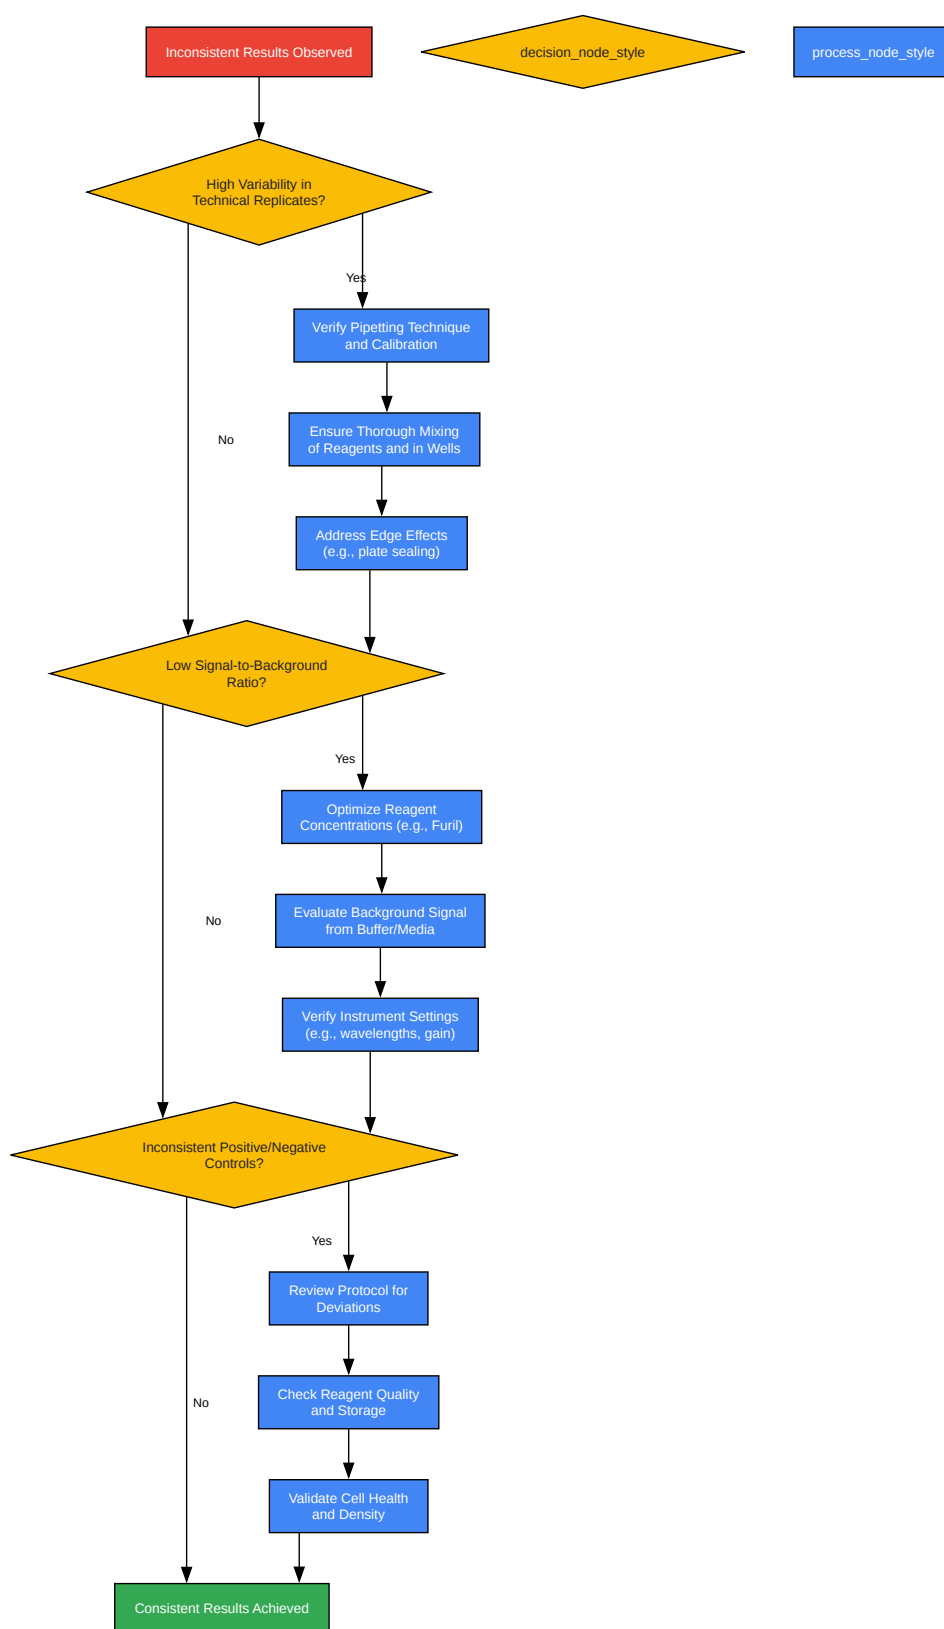 Inconsistent Results Observed
decision_node_style
process_node_style
High Variability in
Technical Replicates?
Yes
Verify Pipetting Technique
and Calibration
No
Ensure Thorough Mixing
of Reagents and in Wells
Address Edge Effects
(e.g., plate sealing)
Low Signal-to-Background
Ratio?
Yes
Optimize Reagent
Concentrations (e.g., Furil)
No
Evaluate Background Signal
from Buffer/Media
Verify Instrument Settings
(e.g., wavelengths, gain)
Inconsistent Positive/Negative
Controls?
Yes
Review Protocol for
Deviations
No
Check Reagent Quality
and Storage
Validate Cell Health
and Density
Consistent Results Achieved